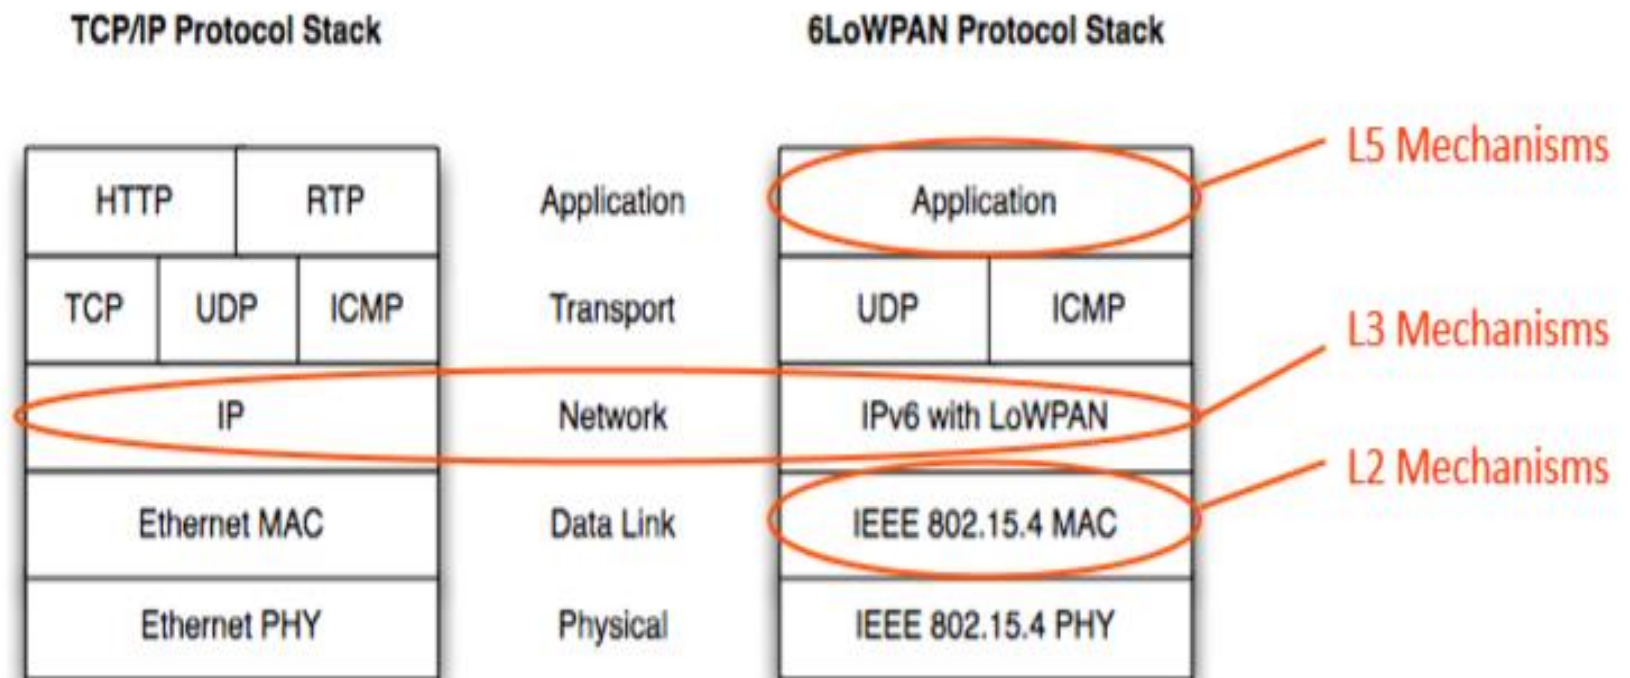 TCP/IP Protocol Stack
6LoWPAN Protocol Stack
L5 Mechanisms
HTTP RTP Application Application
TCP UDP ICMP Transport UDP ICMP
L3 Mechanisms
IP Network IPv6 with LoWPAN
L2 Mechanisms
Ethernet MAC Data Link IEEE 802.15.4 MAC
Ethernet PHY Physical IEEE 802.15.4 PHY